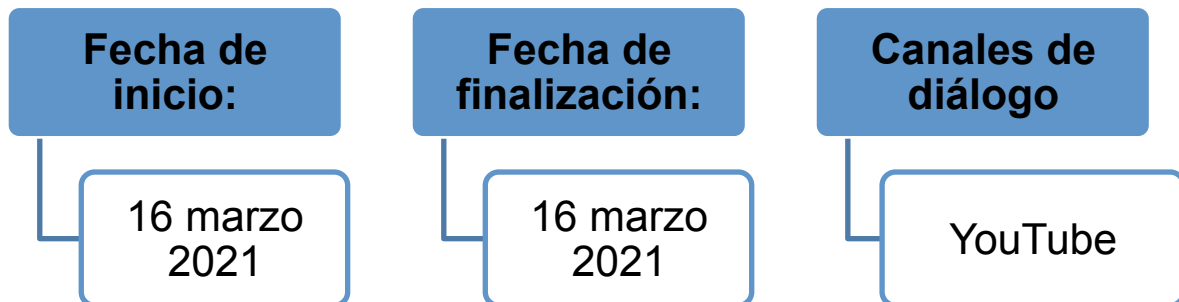 Fecha de
inicio:
16 marzo
2021
Fecha de
finalización:
16 marzo
2021
Canales de
diálogo
YouTube